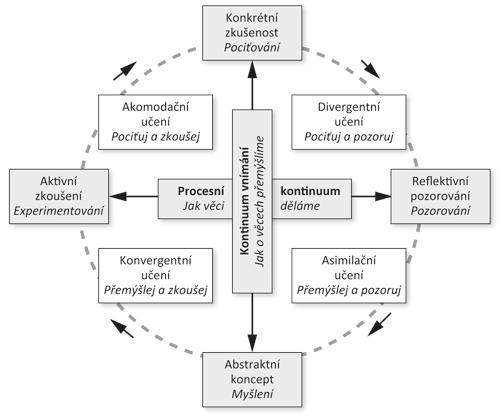 Konkrétní
zkušenost
Pociťování
Akomodační
učení
Pociťuj a zkoušej
Divergentní
učení
Pociťuj a pozoruj
Aktivní
zkoušení
Experimentování
Procesní
Jak věci
Kontinuum vnímání
Jak o věcech přemýšlíme
kontinuum
děláme
Reflektivní
pozorování
Pozorování
Konvergentní
učení
Přemýšlej a zkoušej
Asimilační
učení
Přemýšlej a pozoruj
Abstraktní
koncept
Myšlení